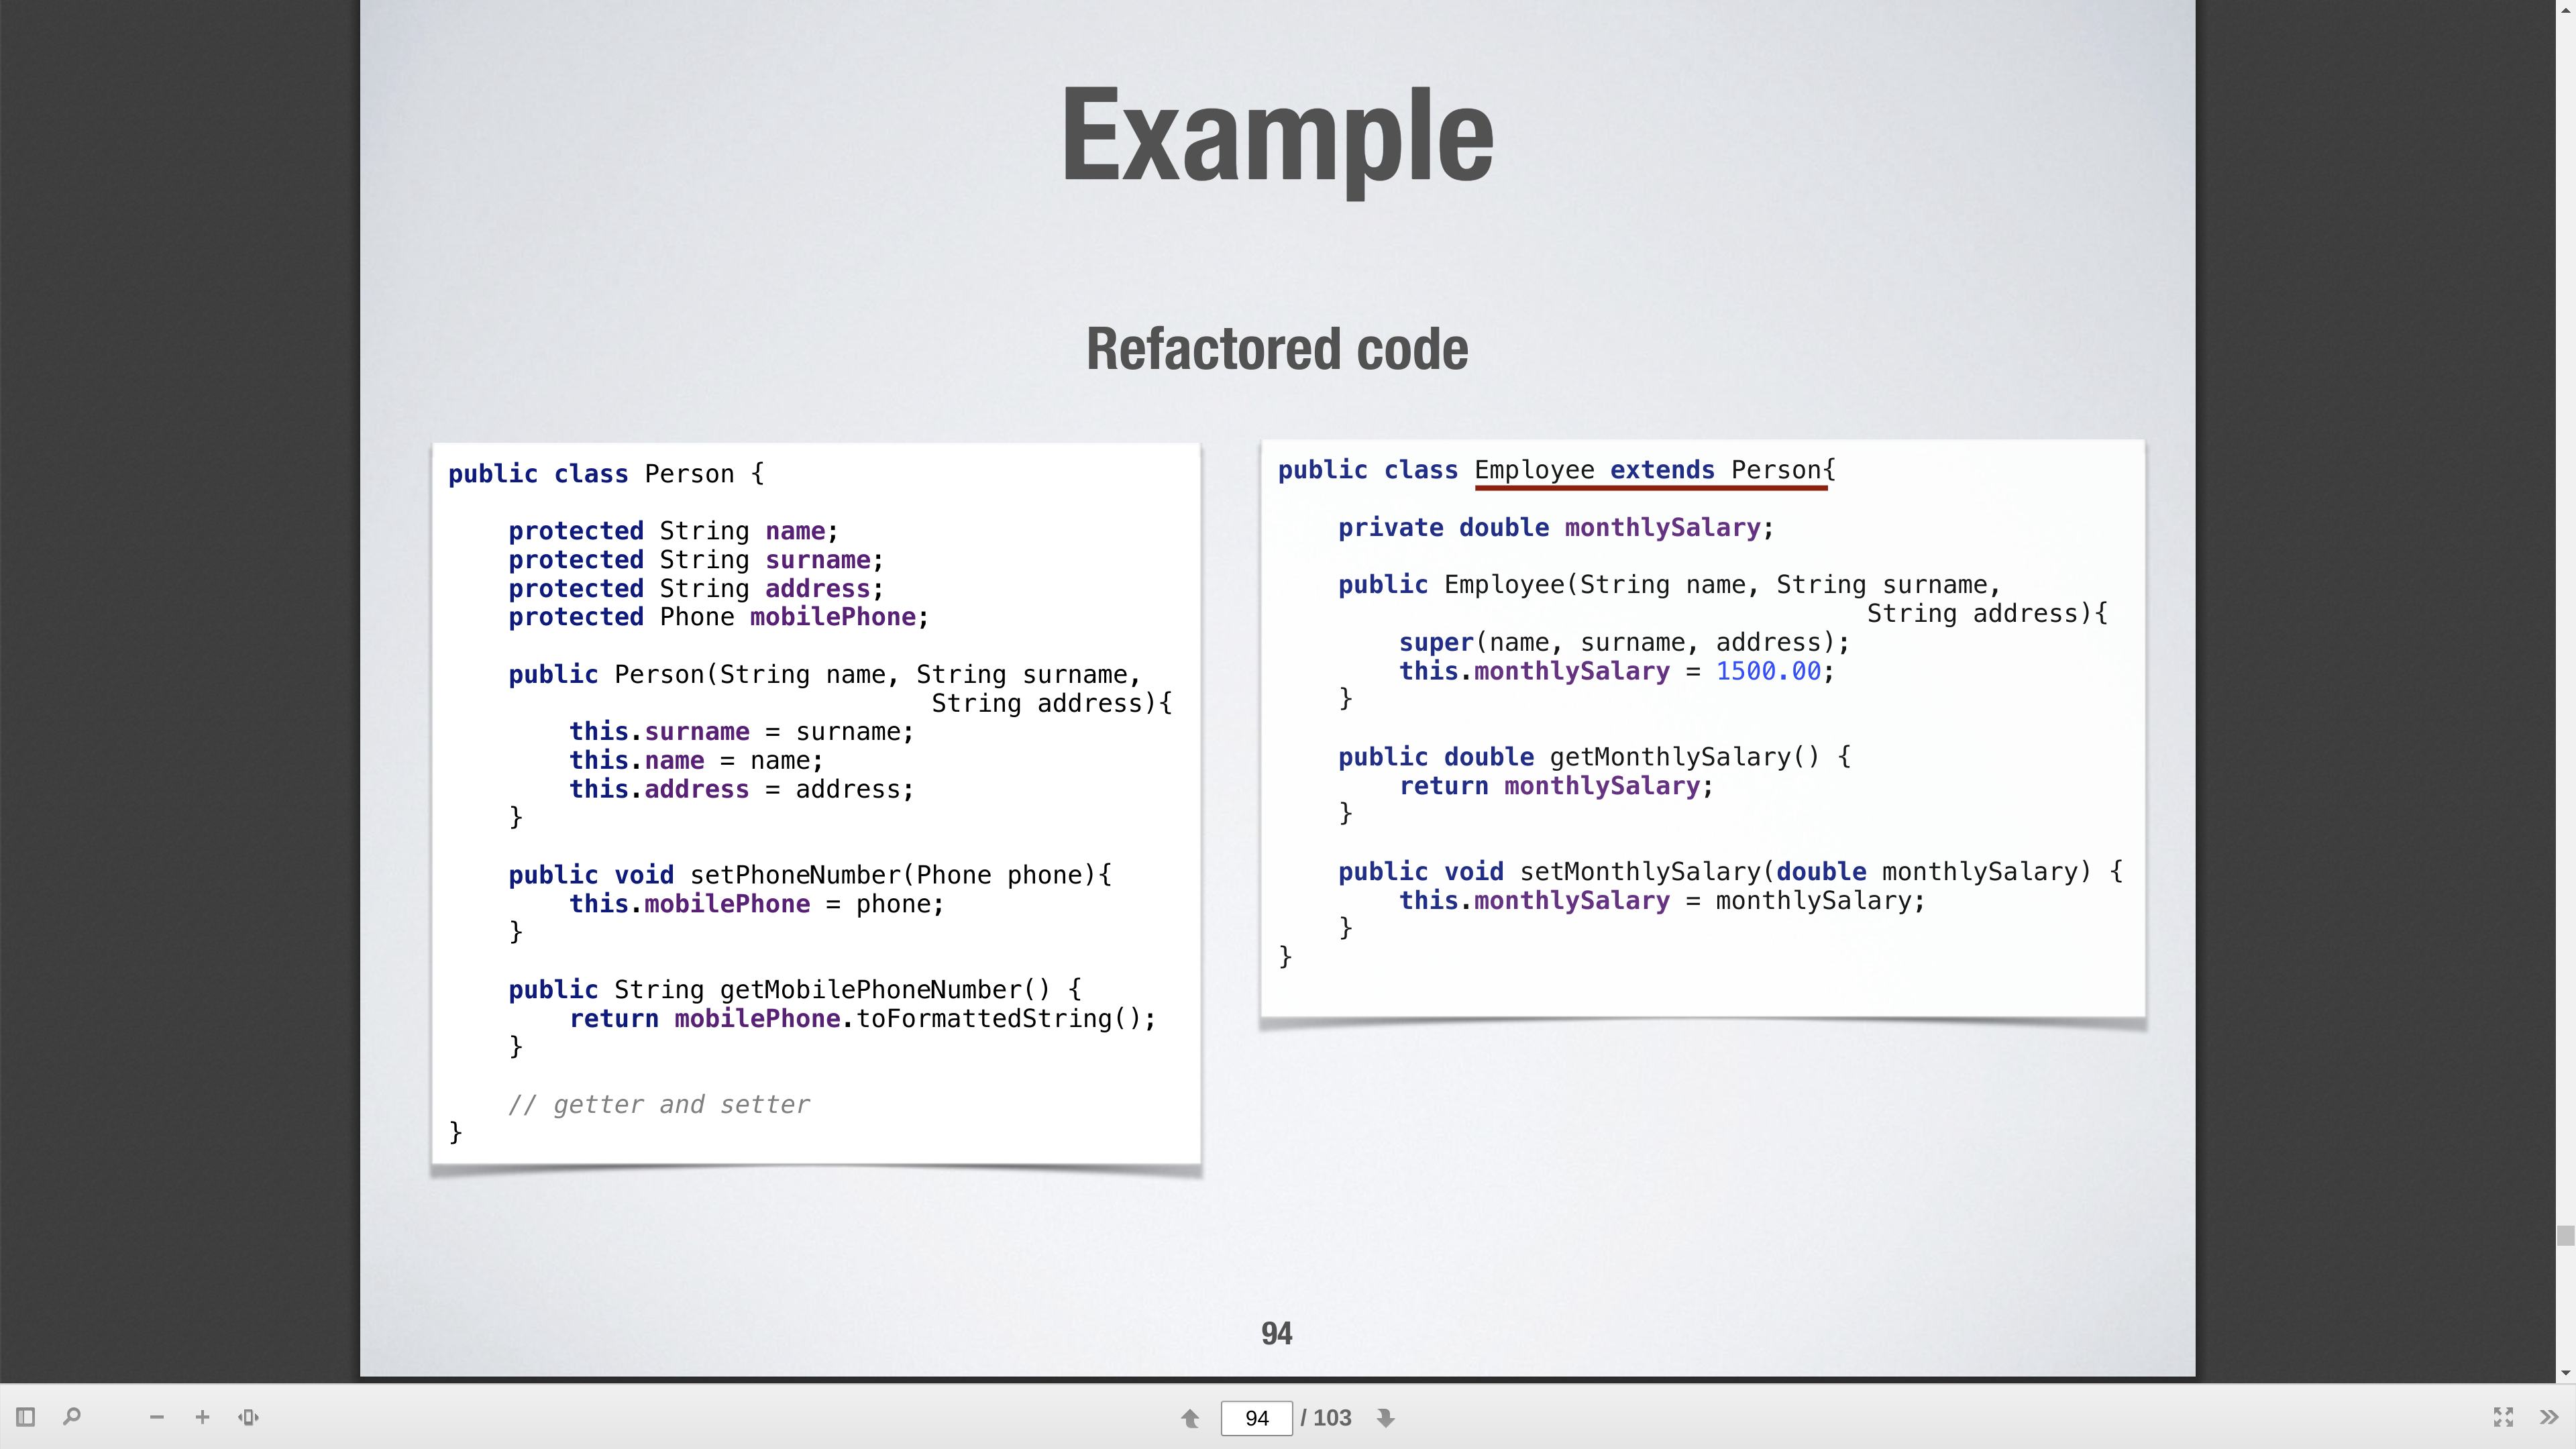 Example
Refactored code
public class Person {
protected String name;
protected String surname;
protected String address;
protected Phone mobilePhone;
public Person(String name, String surname,
String address){
this.surname = surname;
this.name = name;
this.address = address;
}
public void setPhoneNumber(Phone phone){
this.mobilePhone = phone;
}
public String getMobilePhoneNumber() {
return mobilePhone.toFormattedString();
}
// getter and setter
}
public class Employee extends Person{
private double monthlySalary;
public Employee(String name, String surname,
String address){
super(name, surname, address);
this.monthlySalary = 1500.00;
}
public double getMonthlySalary() {
return monthlySalary;
}
public void setMonthlySalary(double monthlySalary) {
this.monthlySalary = monthlySalary;
}
}
94
94 / 103